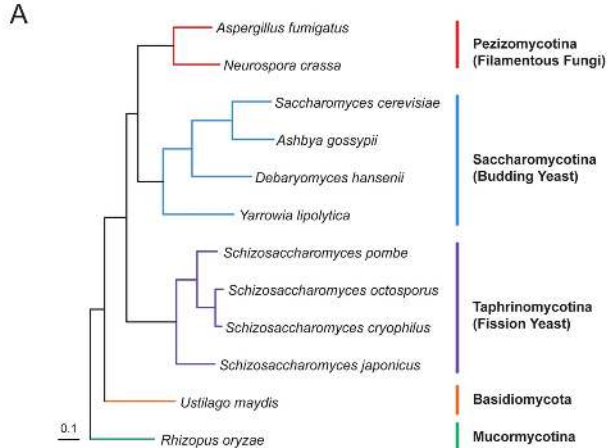 A
Aspergillus fumigatus
Neurospora crassa
Pezizomycotina
(Filamentous Fungi)
Saccharomyces cerevisiae
Ashbya gossypii
Debaryomyces hansenii
Yarrowia lipolytica
Saccharomycotina
(Budding Yeast)
Schizosaccharomyces pombe
Schizosaccharomyces octosporus
Schizosaccharomyces cryophilus
Schizosaccharomyces japonicus
Taphrinomycotina
(Fission Yeast)
Ustilago maydis
Basidiomycota
0.1
Rhizopus oryzae
Mucormycotina